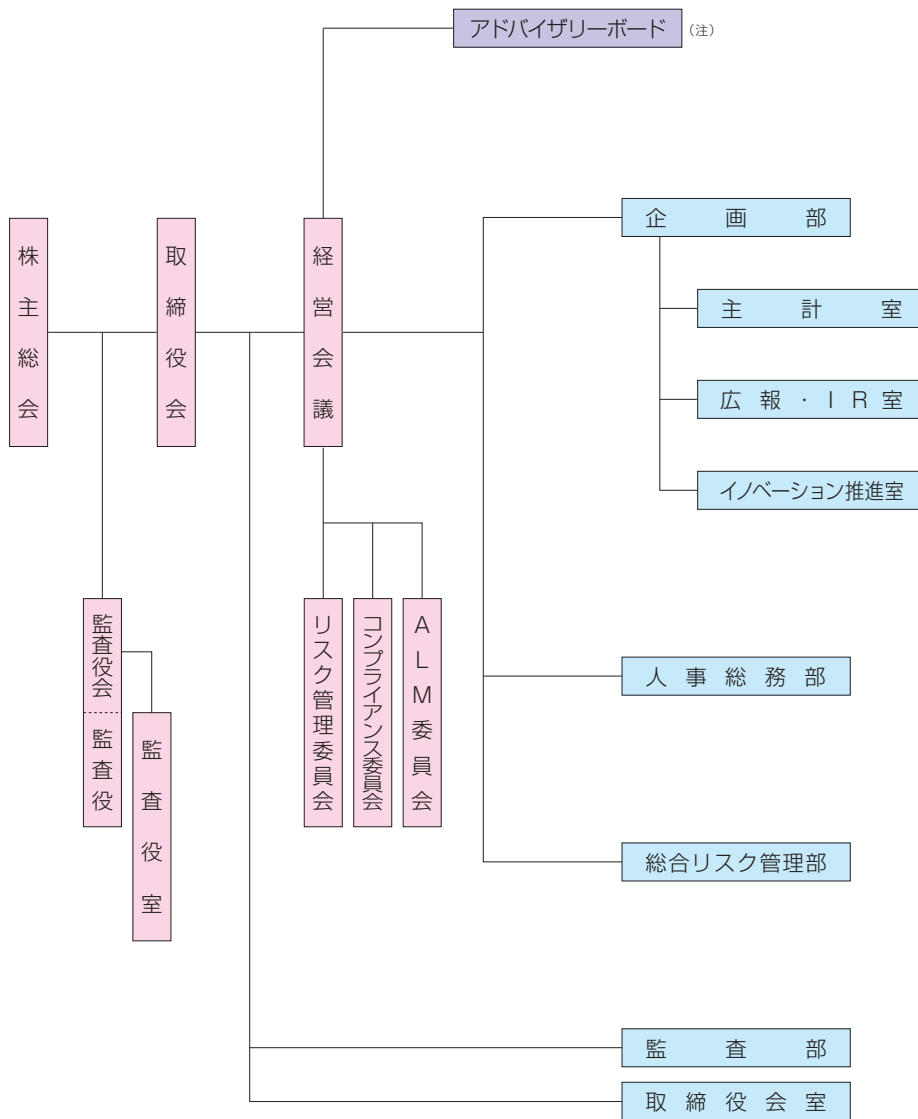 アドバイザリーボード (注)
株主総会
取締役会
経営会議
企画部
主計室
広報・IR室
イノベーション推進室
監査役会
監査役
監査役室
リスク管理委員会
コンプライアンス委員会
ALM委員会
人事総務部
総合リスク管理部
監査部
取締役会室